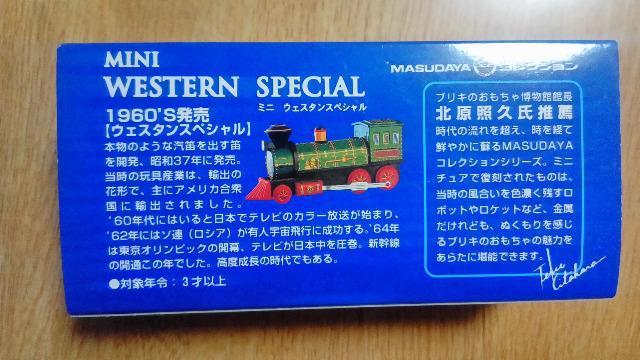 MINI
WESTERN SPECIAL
ミニ ウェスタンスペシャル
1960'S発売
【ウェスタンスペシャル】
本物のような汽笛を出す笛
を開発、昭和37年に発売。
当時の玩具産業は、輸出の
花形で、主にアメリカ合衆
国に輸出されました。
'60年代にはいると日本でテレビのカラー放送が始まり、
'62年にはソ連（ロシア）が有人宇宙飛行に成功する。'64年
は東京オリンピックの開幕、テレビが日本中を圧巻。新幹線
の開通この年でした。高度成長の時代でもある。
●対象年令：3才以上
MASUDAYA コレクション
ブリキのおもちゃ博物館館長
北原照久氏推薦
時代の流れを超え、時を経て
鮮やかに蘇るMASUDAYA
コレクションシリーズ。ミニ
チュアで復刻されたものは、
当時の風合いを色濃く残すロ
ボットやロケットなど、金属
だけれども、ぬくもりを感じ
るブリキのおもちゃの魅力を
あらたに堪能できます。
Teru
Kitahara